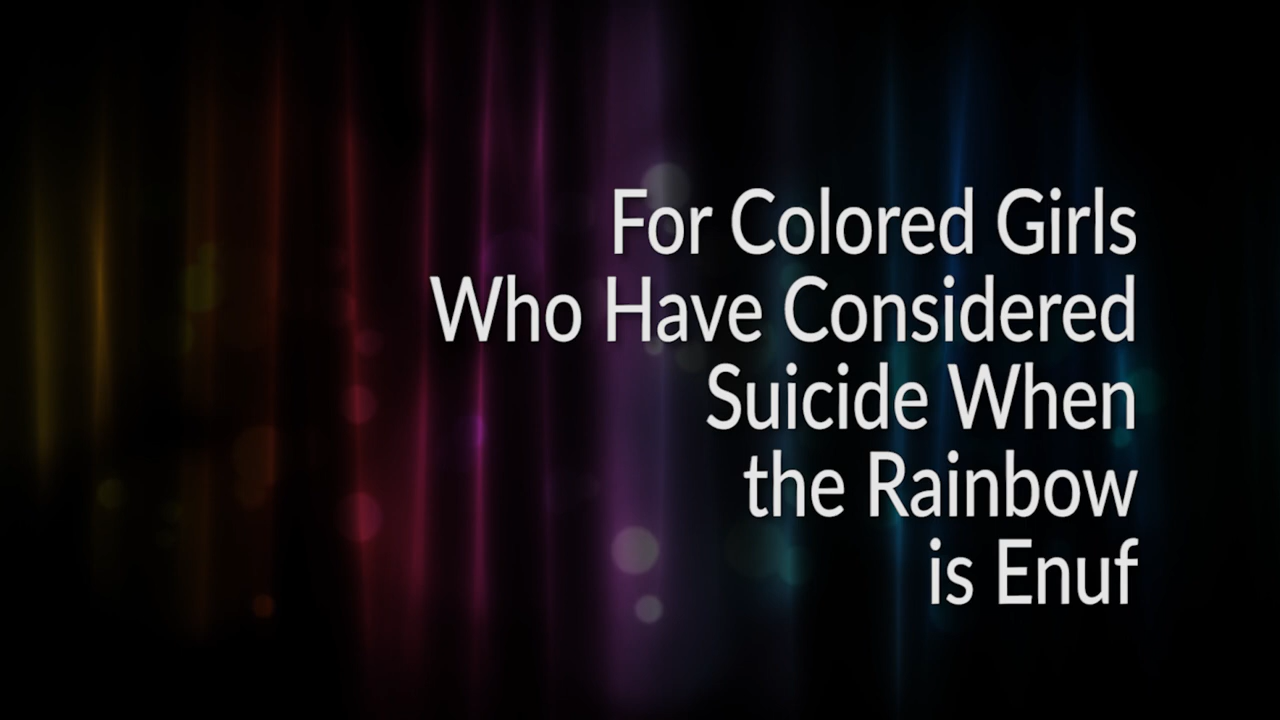 For Colored Girls
Who Have Considered
Suicide When
the Rainbow
is Enuf